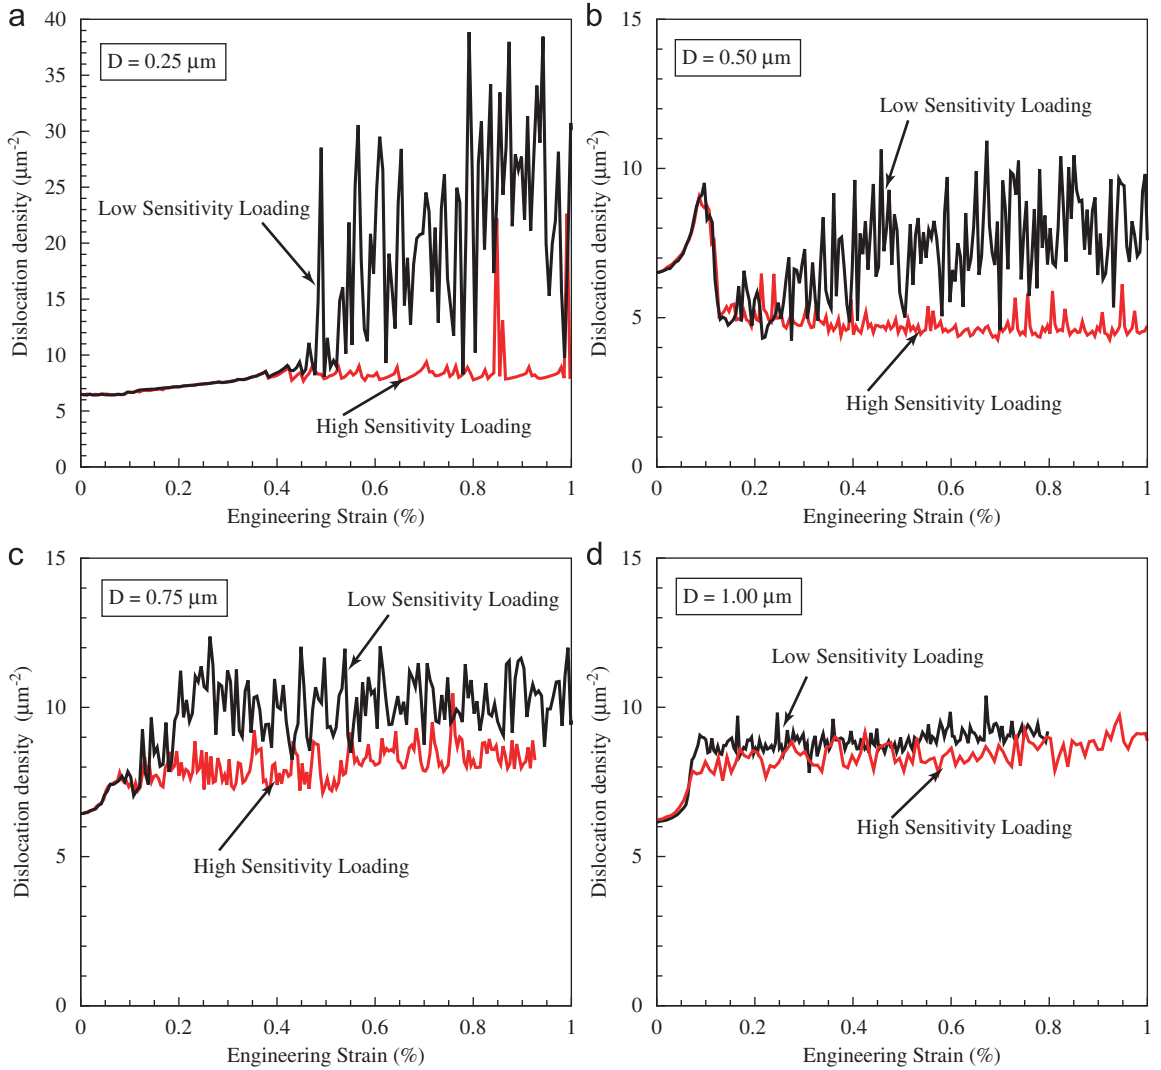 a
D = 0.25 µm
Dislocation density (µm-2)
40
35
30
25
20
15
10
5
0
Low Sensitivity Loading
High Sensitivity Loading
0 0.2 0.4 0.6 0.8 1
Engineering Strain (%)
b
D = 0.50 µm
Dislocation density (µm-2)
15
10
5
0
Low Sensitivity Loading
High Sensitivity Loading
0 0.2 0.4 0.6 0.8 1
Engineering Strain (%)
c
D = 0.75 µm
Dislocation density (µm-2)
15
10
5
0
Low Sensitivity Loading
High Sensitivity Loading
0 0.2 0.4 0.6 0.8 1
Engineering Strain (%)
d
D = 1.00 µm
Dislocation density (µm-2)
15
10
5
0
Low Sensitivity Loading
High Sensitivity Loading
0 0.2 0.4 0.6 0.8 1
Engineering Strain (%)